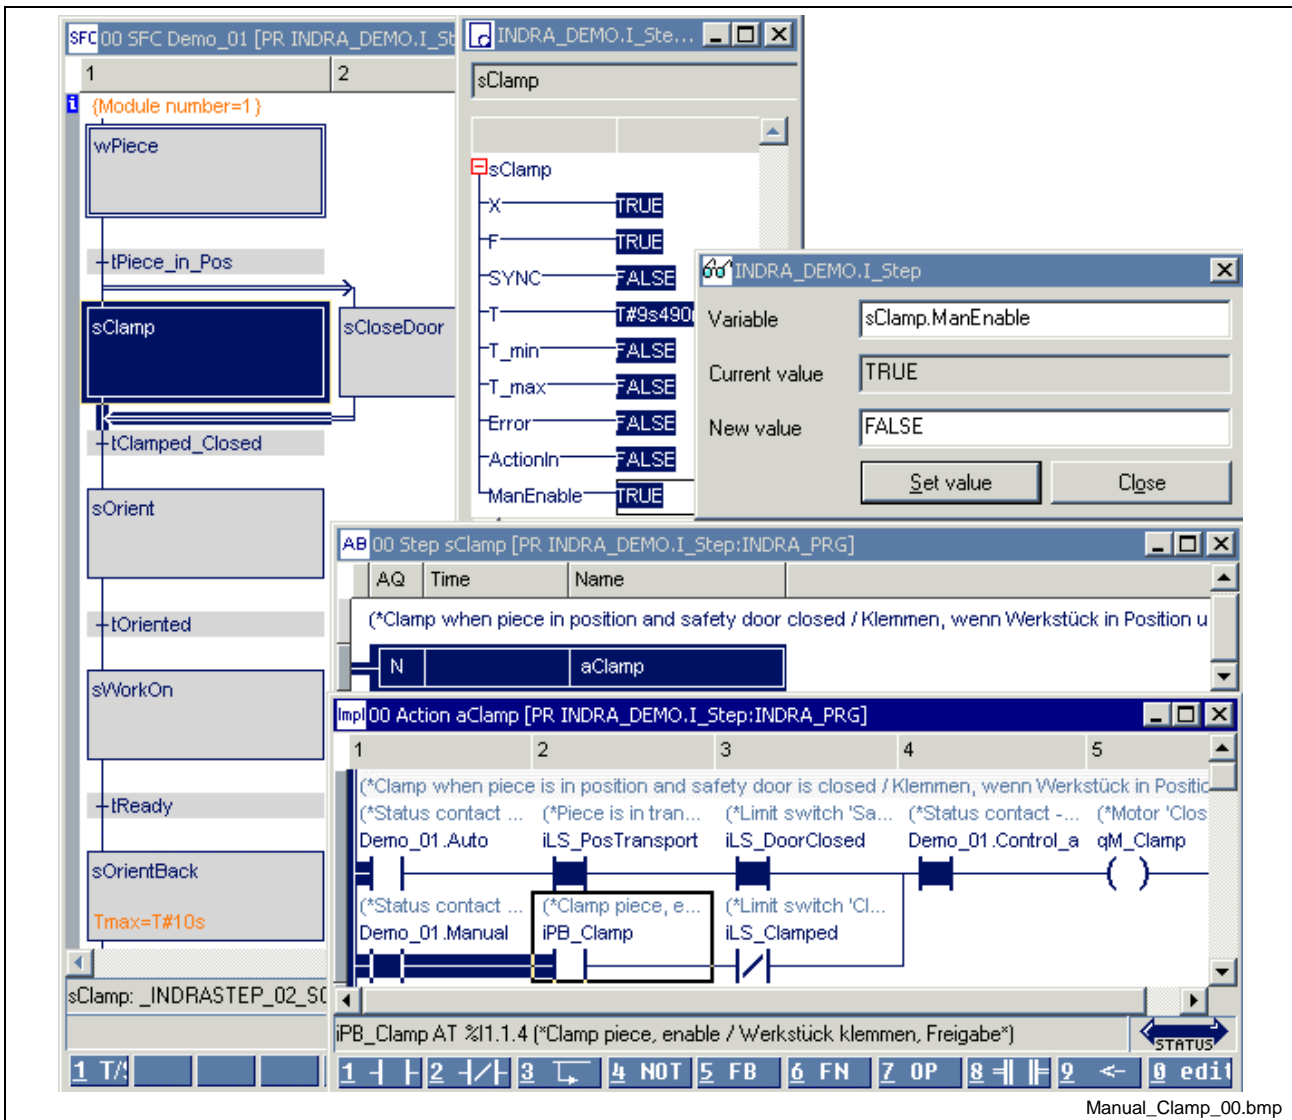 SFC 00 SFC Demo_01 [PR INDRA_DEMO.I_St
1 2
i {Module number=1}
wPiece
tPiece_in_Pos
sClamp sCloseDoor
tClamped_Closed
sOrient
tOriented
sWorkOn
tReady
sOrientBack
Tmax=T#10s
sClamp: _INDRASTEP_02_S
1 T/
INDRA_DEMO.I_Ste...
sClamp
sClamp
X TRUE
F TRUE
SYNC FALSE
T T#9s490
T_min FALSE
T_max FALSE
Error FALSE
ActionIn FALSE
ManEnable TRUE
INDRA_DEMO.I_Step
Variable sClamp.ManEnable
Current value TRUE
New value FALSE
Set value Close
AB 00 Step sClamp [PR INDRA_DEMO.I_Step:INDRA_PRG]
AQ Time Name
(*Clamp when piece in position and safety door closed / Klemmen, wenn Werkstück in Position u
N aClamp
Impl 00 Action aClamp [PR INDRA_DEMO.I_Step:INDRA_PRG]
1 2 3 4 5
(*Clamp when piece is in position and safety door is closed / Klemmen, wenn Werkstück in Positio
(*Status contact ... (*Piece is in tran... (*Limit switch 'Sa... (*Status contact -... (*Motor 'Clos
Demo_01.Auto iLS_PosTransport iLS_DoorClosed Demo_01.Control_a qM_Clamp
(*Status contact ... (*Clamp piece, e... (*Limit switch 'Cl...
Demo_01.Manual iPB_Clamp iLS_Clamped
iPB_Clamp AT %I1.1.4 (*Clamp piece, enable / Werkstück klemmen, Freigabe*)
STATUS
1 2 3 4 NOT 5 FB 6 FN 7 OP 8 9 <- 0 edit
Manual_Clamp_00.bmp